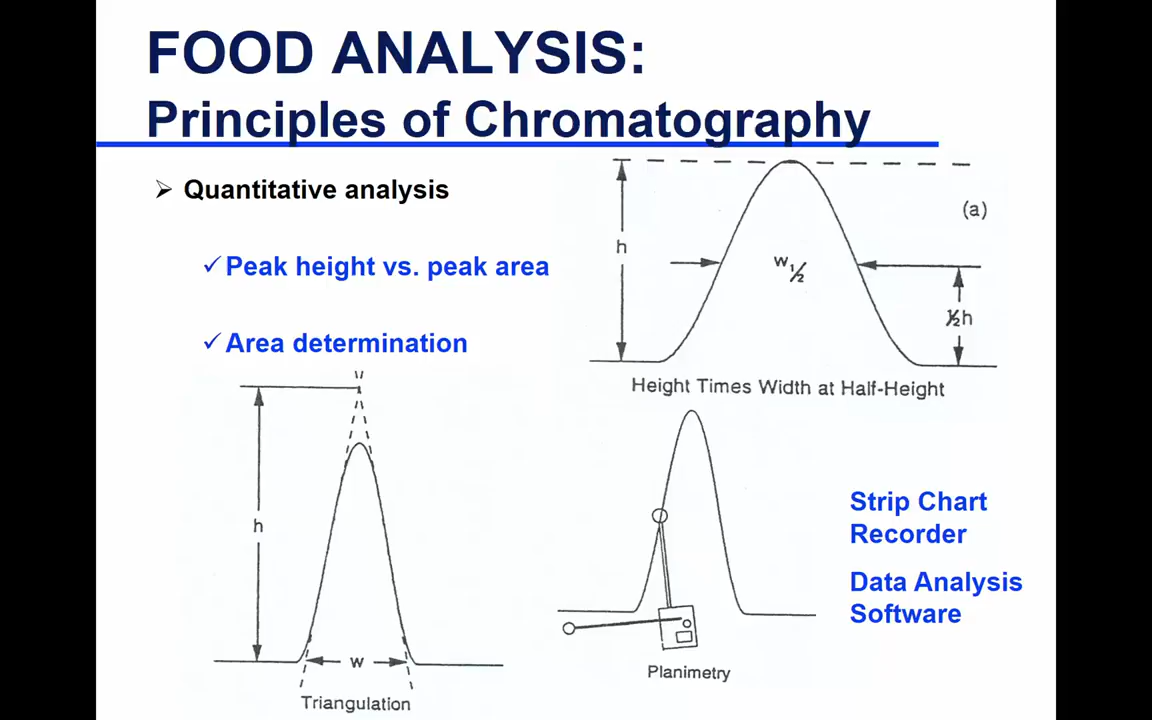 FOOD ANALYSIS:
Principles of Chromatography
➢ Quantitative analysis
✓ Peak height vs. peak area
✓ Area determination
h
(a)
w½
½h
Height Times Width at Half-Height
h
w
Triangulation
Planimetry
Strip Chart
Recorder
Data Analysis
Software